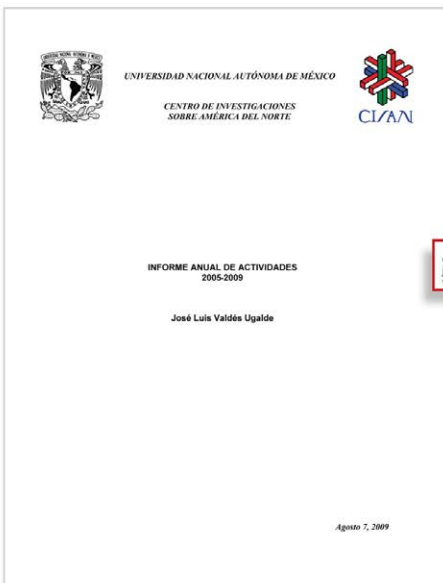 UNIVERSIDAD NACIONAL AUTÓNOMA DE MÉXICO
CENTRO DE INVESTIGACIONES
SOBRE AMÉRICA DEL NORTE
CISAN
INFORME ANUAL DE ACTIVIDADES
2005-2009
José Luis Valdés Ugalde
Agosto 7, 2009